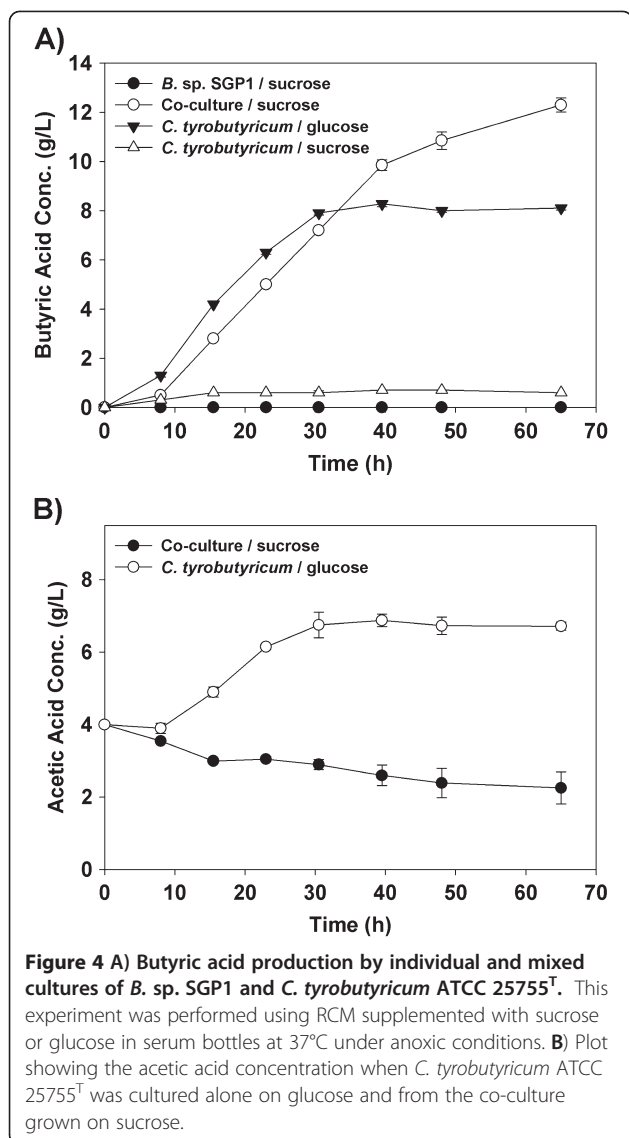 A)
14
12
10
8
6
4
2
0
Butyric Acid Conc. (g/L)
B. sp. SGP1 / sucrose
Co-culture / sucrose
C. tyrobutyricum / glucose
C. tyrobutyricum / sucrose
0 10 20 30 40 50 60 70
Time (h)
B)
8
6
4
2
0
Acetic Acid Conc. (g/L)
Co-culture / sucrose
C. tyrobutyricum / glucose
0 10 20 30 40 50 60 70
Time (h)
Figure 4 A) Butyric acid production by individual and mixed
cultures of B. sp. SGP1 and C. tyrobutyricum ATCC 25755ᵀ. This
experiment was performed using RCM supplemented with sucrose
or glucose in serum bottles at 37°C under anoxic conditions. B) Plot
showing the acetic acid concentration when C. tyrobutyricum ATCC
25755ᵀ was cultured alone on glucose and from the co-culture
grown on sucrose.